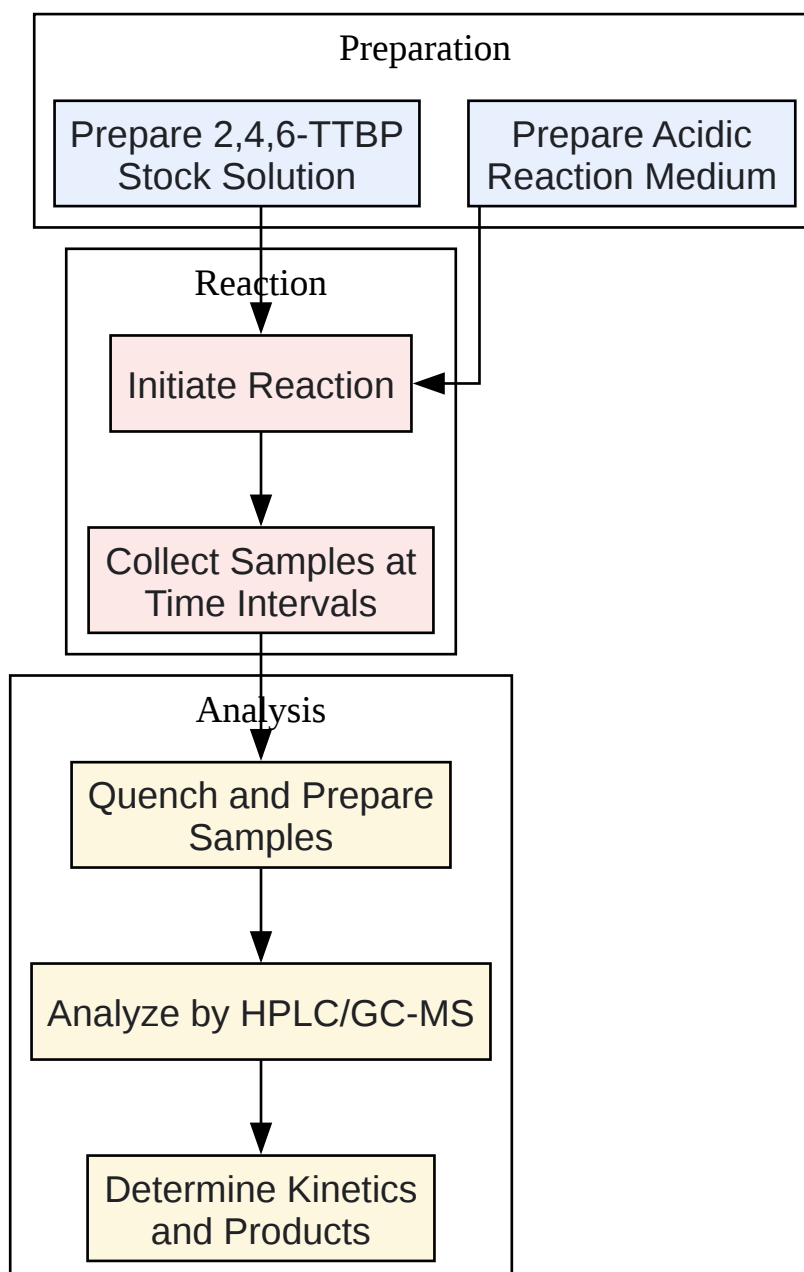 Preparation
Prepare 2,4,6-TTBP
Stock Solution
Prepare Acidic
Reaction Medium
Reaction
Initiate Reaction
Collect Samples at
Time Intervals
Analysis
Quench and Prepare
Samples
Analyze by HPLC/GC-MS
Determine Kinetics
and Products